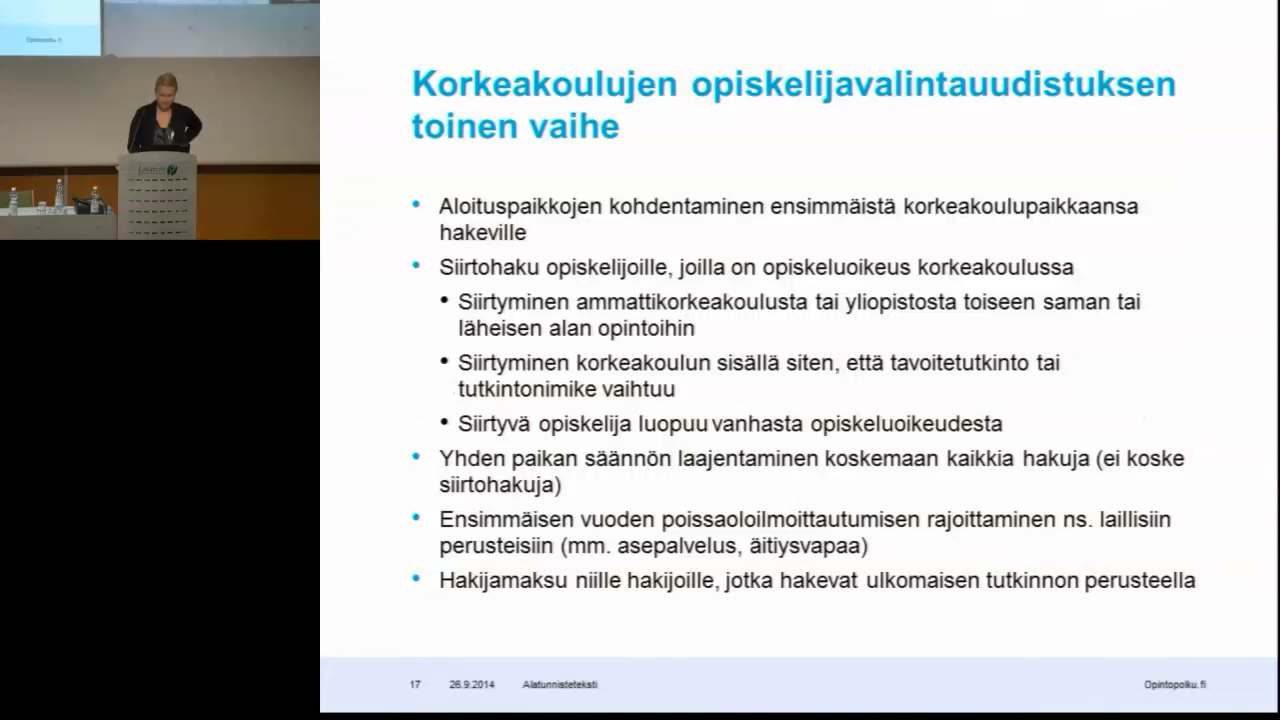 Opintopolku.fi
Korkeakoulujen opiskelijavalintauudistuksen
toinen vaihe
• Aloituspaikkojen kohdentaminen ensimmäistä korkeakoulupaikkaansa
hakeville
• Siirtohaku opiskelijoille, joilla on opiskeluoikeus korkeakoulussa
• Siirtyminen ammattikorkeakoulusta tai yliopistosta toiseen saman tai
läheisen alan opintoihin
• Siirtyminen korkeakoulun sisällä siten, että tavoitetutkinto tai
tutkintonimike vaihtuu
• Siirtyvä opiskelija luopuu vanhasta opiskeluoikeudesta
• Yhden paikan säännön laajentaminen koskemaan kaikkia hakuja (ei koske
siirtohakuja)
• Ensimmäisen vuoden poissaoloilmoittautumisen rajoittaminen ns. laillisiin
perusteisiin (mm. asepalvelus, äitiysvapaa)
• Hakijamaksu niille hakijoille, jotka hakevat ulkomaisen tutkinnon perusteella
17 26.9.2014 Alatunnisteteksti Opintopolku.fi